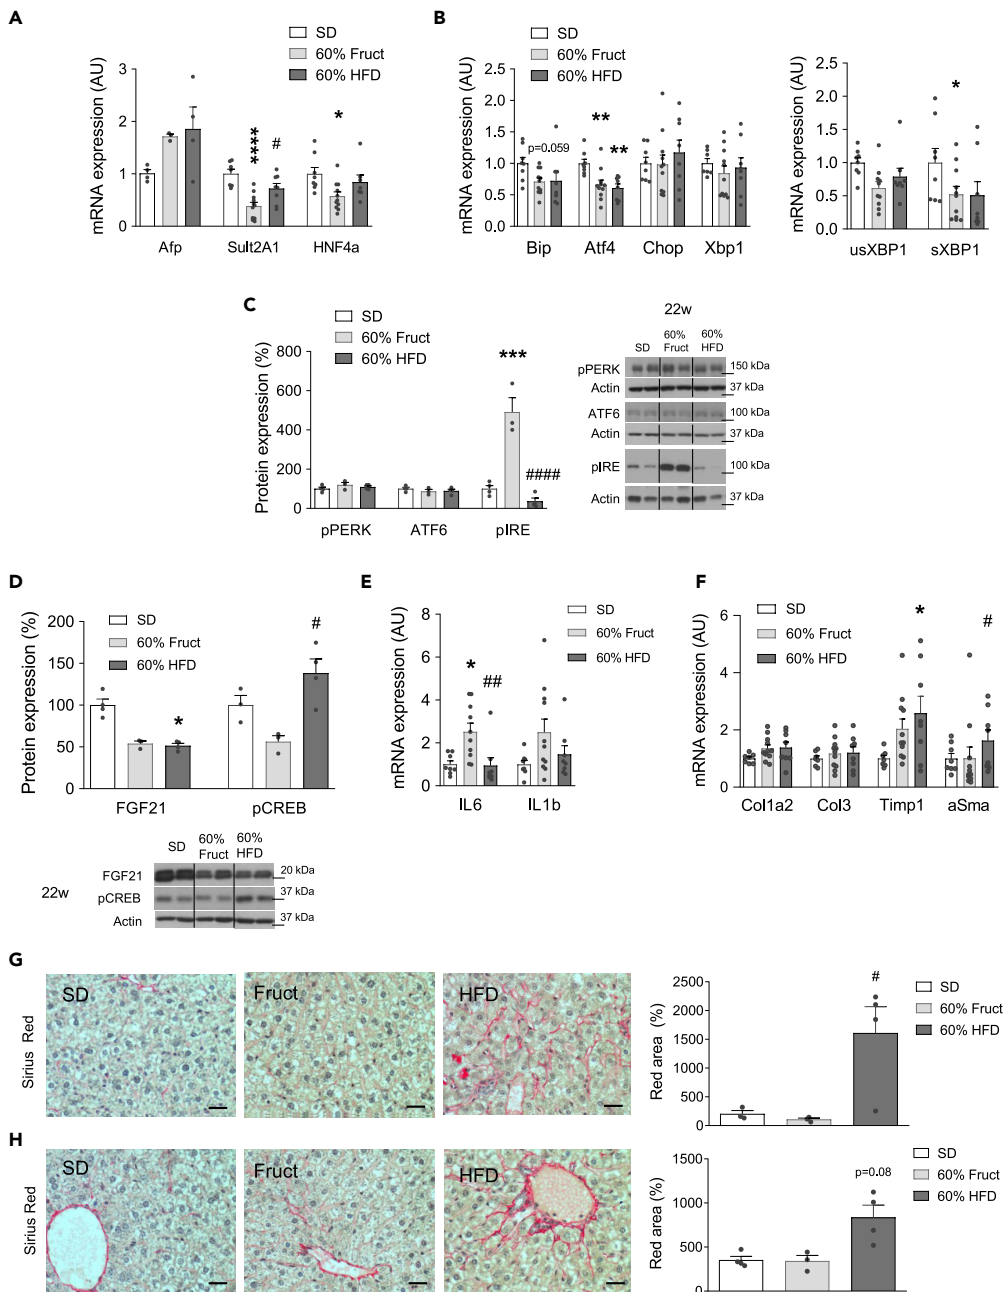 A
SD
60% Fruct
60% HFD
mRNA expression (AU)
3
2
1
0
****
#
*
Afp
Sult2A1
HNF4a
B
SD
60% Fruct
60% HFD
mRNA expression (AU)
2.5
2.0
1.5
1.0
0.5
0.0
p=0.059
**
**
Bip
Atf4
Chop
Xbp1
mRNA expression (AU)
2.5
2.0
1.5
1.0
0.5
0.0
*
usXBP1
sXBP1
C
SD
60% Fruct
60% HFD
Protein expression (%)
800
600
400
200
100
0
***
####
pPERK
ATF6
pIRE
22w
SD
60% Fruct
60% HFD
pPERK
150 kDa
Actin
37 kDa
ATF6
100 kDa
Actin
37 kDa
pIRE
100 kDa
Actin
37 kDa
D
SD
60% Fruct
60% HFD
Protein expression (%)
200
150
100
50
0
*
#
FGF21
pCREB
22w
SD
60% Fruct
60% HFD
FGF21
20 kDa
pCREB
37 kDa
Actin
37 kDa
E
SD
60% Fruct
60% HFD
mRNA expression (AU)
8
6
4
2
0
*
##
IL6
IL1b
F
SD
60% Fruct
60% HFD
mRNA expression (AU)
6
4
2
0
*
#
Col1a2
Col3
Timp1
aSma
G
Sirius Red
SD
Fruct
HFD
Red area (%)
2500
2000
1500
1000
500
0
#
SD
60% Fruct
60% HFD
H
Sirius Red
SD
Fruct
HFD
Red area (%)
1500
1000
500
0
p=0.08
SD
60% Fruct
60% HFD